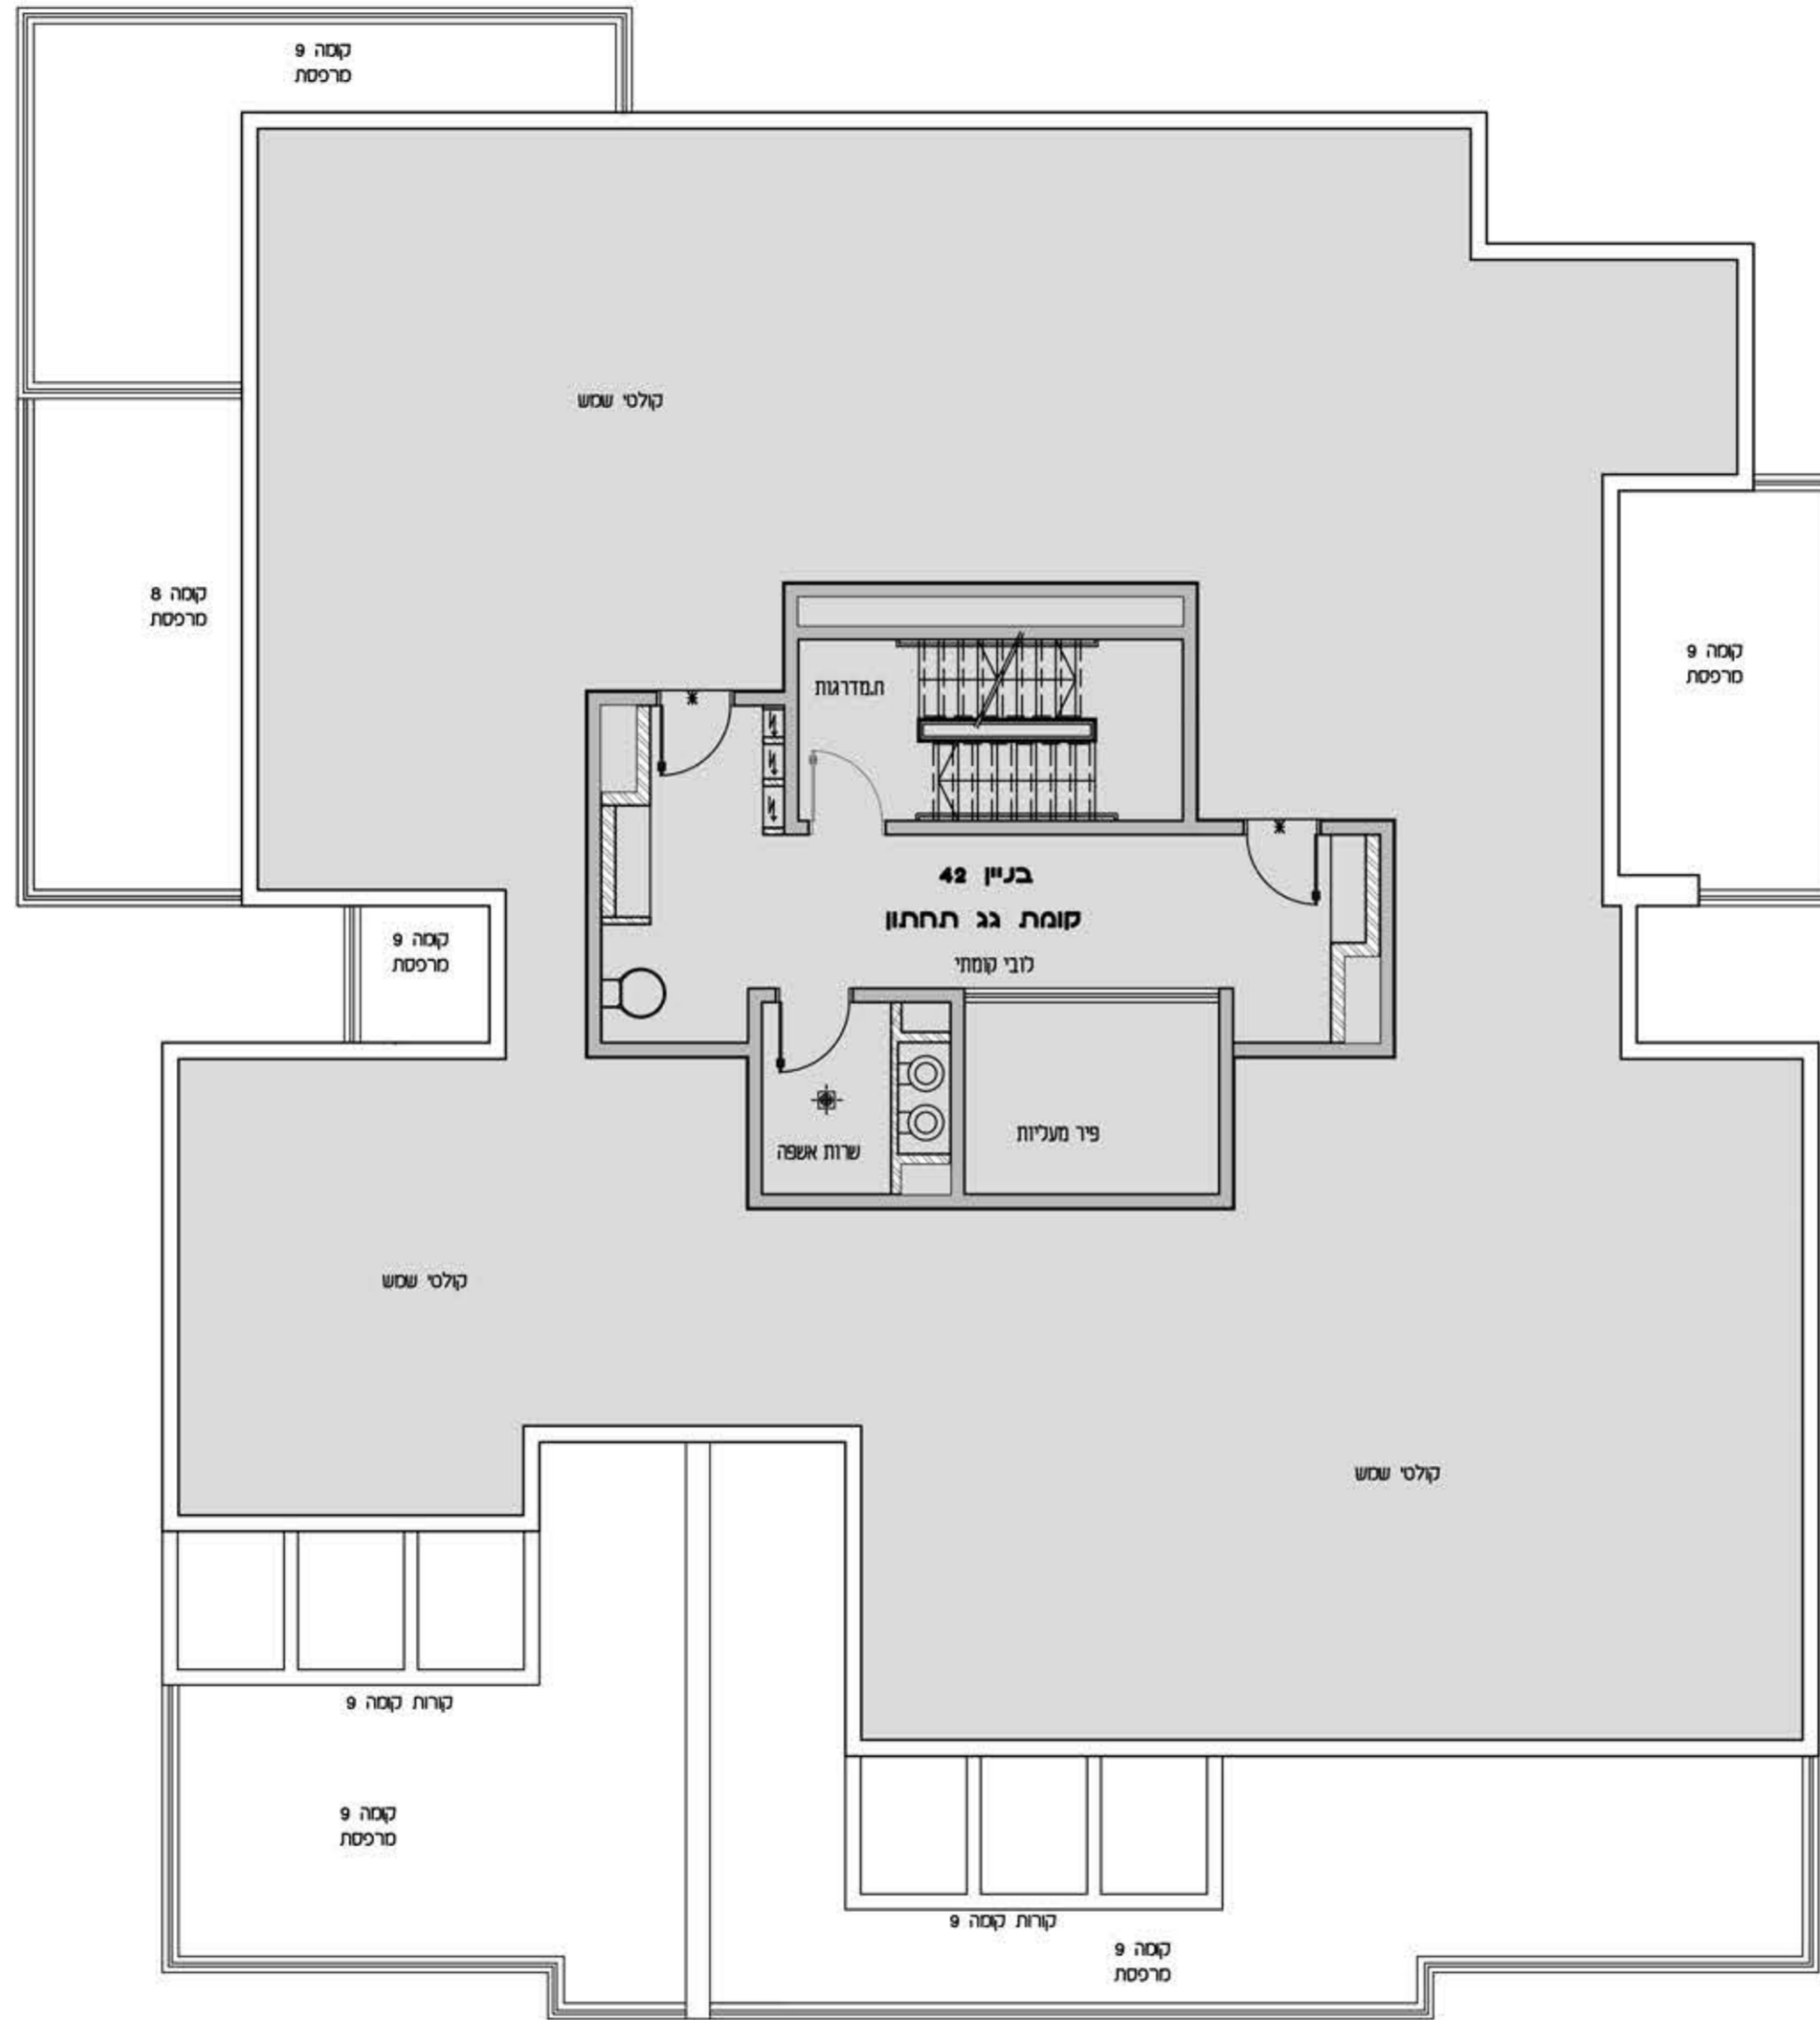 קומה 9
מרפסת
קולטי שמש
קומה 8
מרפסת
קומה 9
מרפסת
ח.מדרגות
בניין 42
קומת גג תחתון
לובי קומתי
קומה 9
מרפסת
פיר מעליות
שרות אשפה
קולטי שמש
קולטי שמש
קורות קומה 9
קומה 9
מרפסת
קורות קומה 9
קומה 9
מרפסת